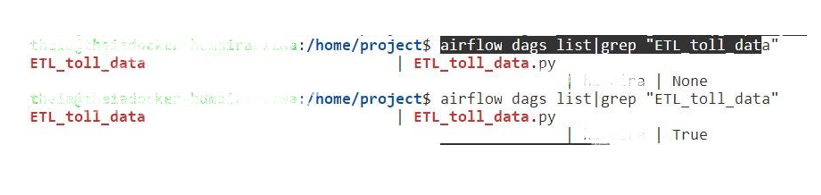 :/home/project$ airflow dags list|grep "ETL_toll_data"
ETL_toll_data | ETL_toll_data.py
| None
:/home/project$ airflow dags list|grep "ETL_toll_data"
ETL_toll_data | ETL_toll_data.py
| True